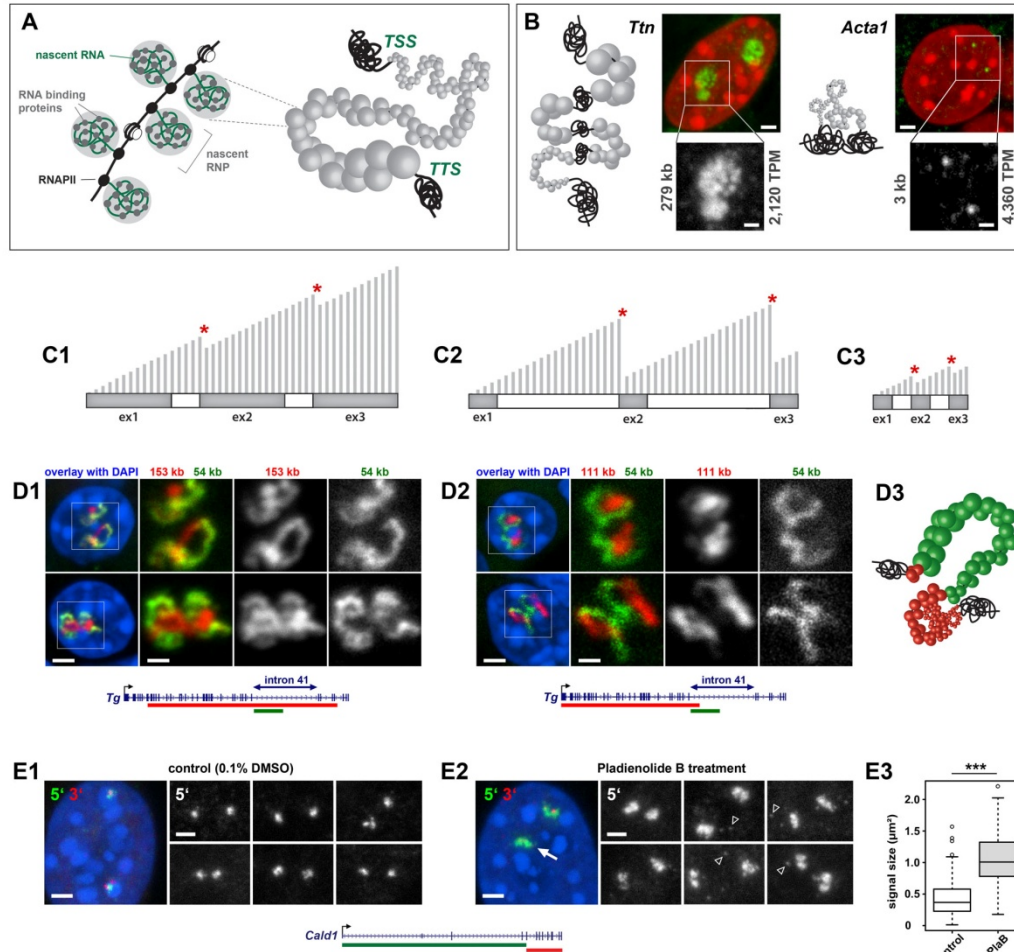 A
nascent RNA
RNA binding
proteins
RNAPII
nascent
RNP
TSS
TTS
B
Ttn
279 kb
2,120 TPM
Acta1
3 kb
4,360 TPM
C1
* *
ex1 ex2 ex3
C2
* *
ex1 ex2 ex3
C3
* *
ex1 ex2 ex3
D1
overlay with DAPI 153 kb 54 kb 153 kb 54 kb
intron 41
Tg
D2
overlay with DAPI 111 kb 54 kb 111 kb 54 kb
intron 41
Tg
D3
E1
control (0.1% DMSO)
5‘ 3‘ 5‘
E2
Pladienolide B treatment
5‘ 3‘ 5‘
Cald1
E3
***
signal size (µm²)
2.0
1.5
1.0
0.5
0
PlaB